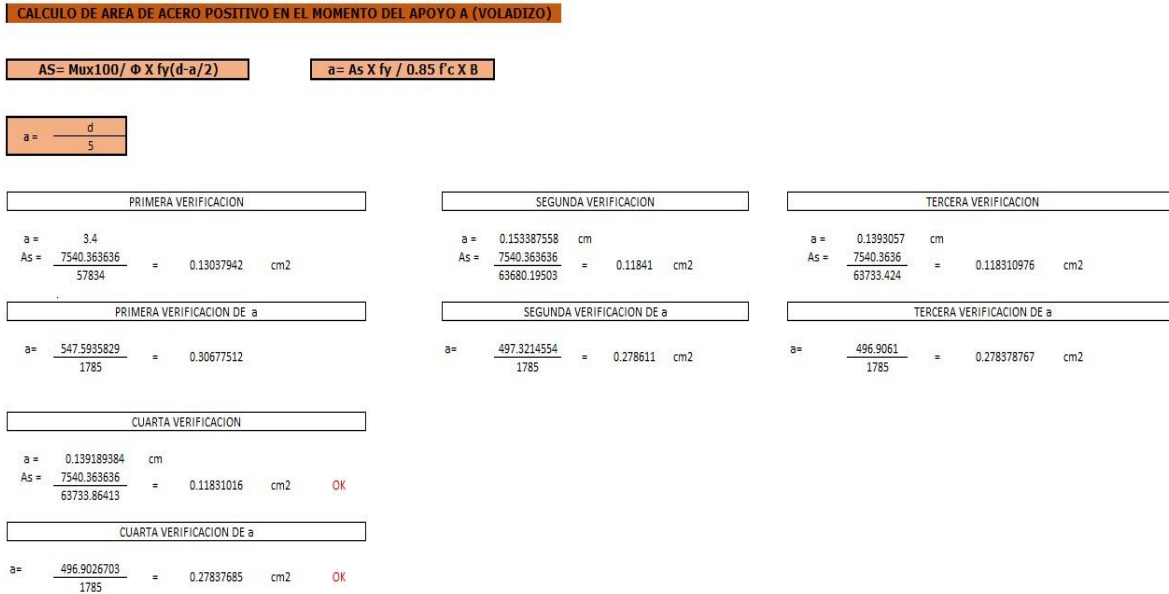 CALCULO DE AREA DE ACERO POSITIVO EN EL MOMENTO DEL APOYO A (VOLADIZO)
AS= Mux100/ Φ X fy(d-a/2)
a= As X fy / 0.85 f'c X B
a = d
5
PRIMERA VERIFICACION
a = 3.4
As = 7540.363636
57834
= 0.13037942 cm2
PRIMERA VERIFICACION DE a
a= 547.5935829
1785
= 0.30677512
SEGUNDA VERIFICACION
a = 0.153387558 cm
As = 7540.363636
63680.19503
= 0.11841 cm2
SEGUNDA VERIFICACION DE a
a= 497.3214554
1785
= 0.278611 cm2
TERCERA VERIFICACION
a = 0.1393057 cm
As = 7540.3636
63733.424
= 0.118310976 cm2
TERCERA VERIFICACION DE a
a= 496.9061
1785
= 0.278378767 cm2
CUARTA VERIFICACION
a = 0.139189384 cm
As = 7540.363636
63733.86413
= 0.11831016 cm2 OK
CUARTA VERIFICACION DE a
a= 496.9026703
1785
= 0.27837685 cm2 OK